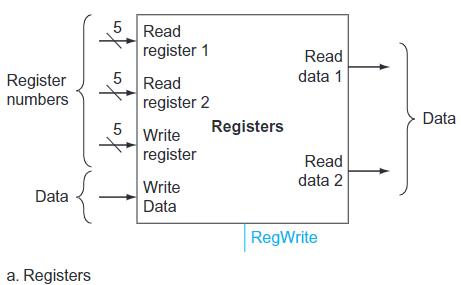 5
Read
register 1
5
Read
register 2
5
Write
register
Write
Data
Register
numbers
Data
Registers
Read
data 1
Read
data 2
Data
RegWrite
a. Registers